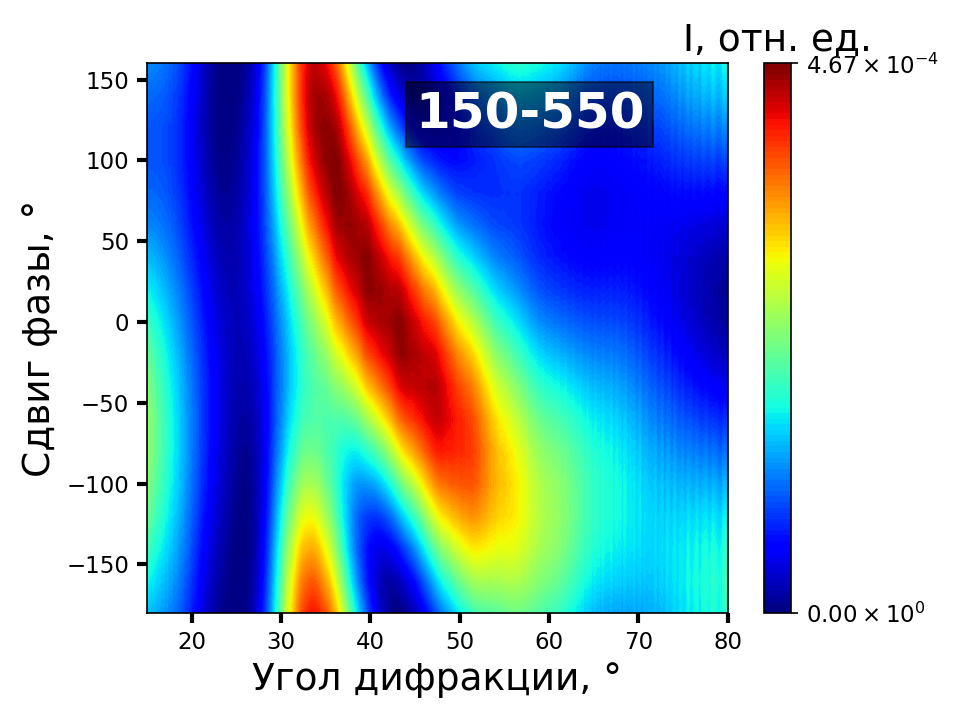 I, отн. ед.
4.67 × 10⁻⁴
150-550
150
100
50
0
−50
−100
−150
Сдвиг фазы, °
0.00 × 10⁰
20 30 40 50 60 70 80
Угол дифракции, °